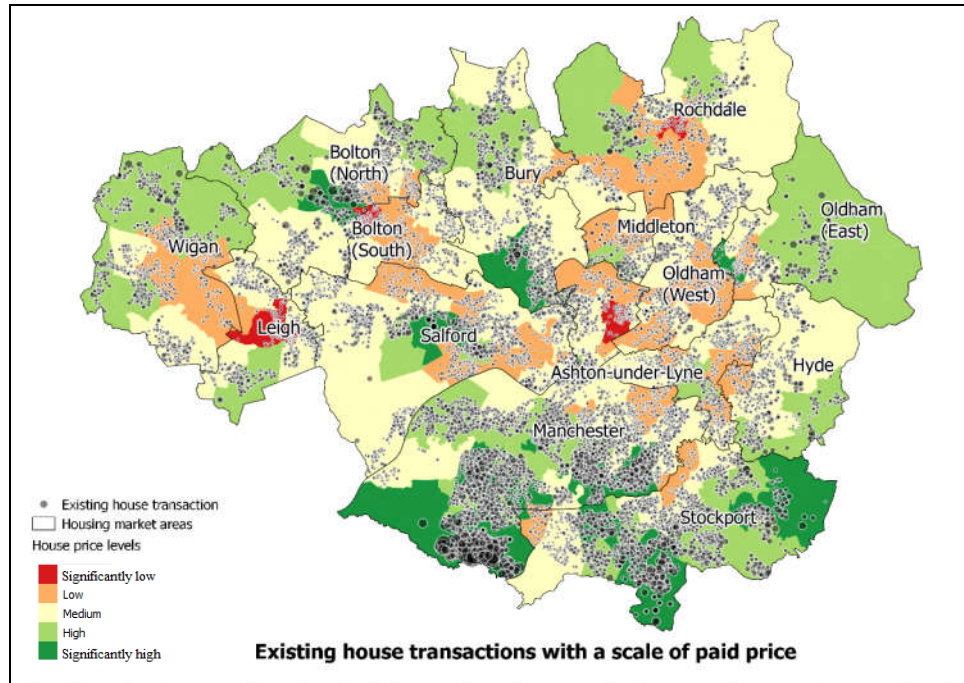 Rochdale
Bolton
(North)
Bury
Oldham
(East)
Middleton
Wigan
Bolton
(South)
Oldham
(West)
Leigh
Salford
Ashton-under-Lyne
Hyde
Manchester
Stockport
Existing house transaction
Housing market areas
House price levels
Significantly low
Low
Medium
High
Significantly high
Existing house transactions with a scale of paid price